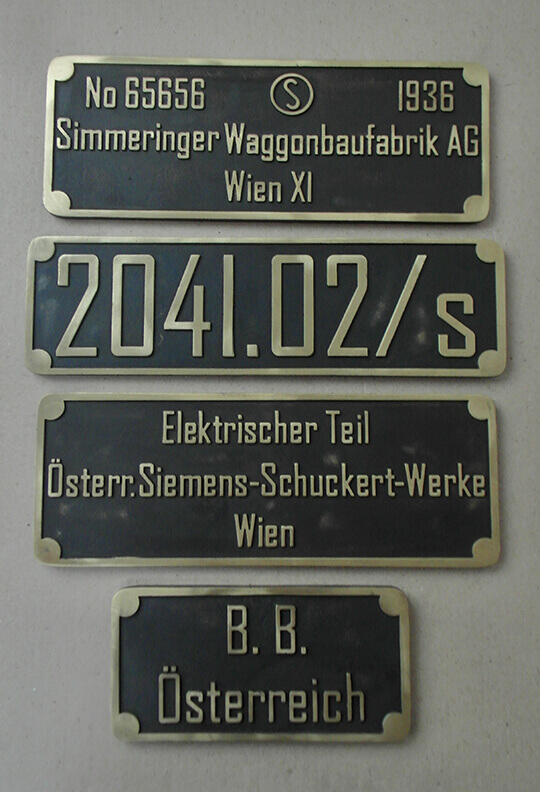 No 65656 S 1936
Simmeringer Waggonbaufabrik AG
Wien XI
2041.02/s
Elektrischer Teil
Österr.Siemens-Schuckert-Werke
Wien
B. B.
Österreich